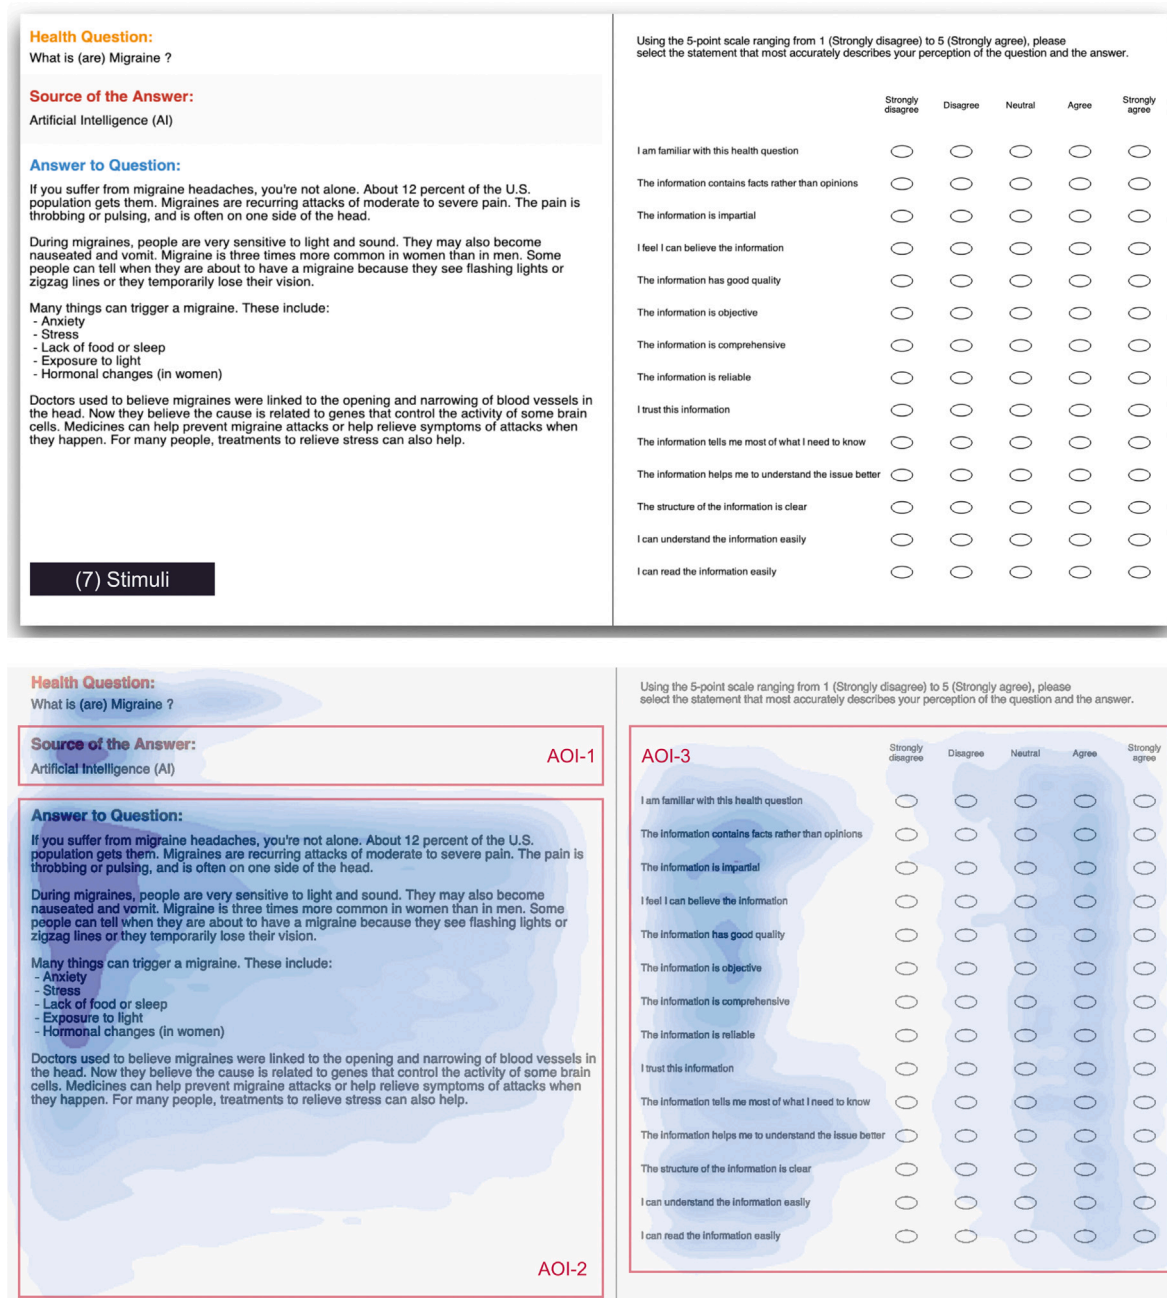 Health Question:
What is (are) Migraine ?
Source of the Answer:
Artificial Intelligence (AI)
Answer to Question:
If you suffer from migraine headaches, you're not alone. About 12 percent of the U.S.
population gets them. Migraines are recurring attacks of moderate to severe pain. The pain is
throbbing or pulsing, and is often on one side of the head.
During migraines, people are very sensitive to light and sound. They may also become
nauseated and vomit. Migraine is three times more common in women than in men. Some
people can tell when they are about to have a migraine because they see flashing lights or
zigzag lines or they temporarily lose their vision.
Many things can trigger a migraine. These include:
- Anxiety
- Stress
- Lack of food or sleep
- Exposure to light
- Hormonal changes (in women)
Doctors used to believe migraines were linked to the opening and narrowing of blood vessels in
the head. Now they believe the cause is related to genes that control the activity of some brain
cells. Medicines can help prevent migraine attacks or help relieve symptoms of attacks when
they happen. For many people, treatments to relieve stress can also help.
(7) Stimuli
Using the 5-point scale ranging from 1 (Strongly disagree) to 5 (Strongly agree), please
select the statement that most accurately describes your perception of the question and the answer.
Strongly disagree Disagree Neutral Agree Strongly agree
I am familiar with this health question
The information contains facts rather than opinions
The information is impartial
I feel I can believe the information
The information has good quality
The information is objective
The information is comprehensive
The information is reliable
I trust this information
The information tells me most of what I need to know
The information helps me to understand the issue better
The structure of the information is clear
I can understand the information easily
I can read the information easily
Health Question:
What is (are) Migraine ?
Source of the Answer:
Artificial Intelligence (AI)
AOI-1
Answer to Question:
If you suffer from migraine headaches, you're not alone. About 12 percent of the U.S.
population gets them. Migraines are recurring attacks of moderate to severe pain. The pain is
throbbing or pulsing, and is often on one side of the head.
During migraines, people are very sensitive to light and sound. They may also become
nauseated and vomit. Migraine is three times more common in women than in men. Some
people can tell when they are about to have a migraine because they see flashing lights or
zigzag lines or they temporarily lose their vision.
Many things can trigger a migraine. These include:
- Anxiety
- Stress
- Lack of food or sleep
- Exposure to light
- Hormonal changes (in women)
Doctors used to believe migraines were linked to the opening and narrowing of blood vessels in
the head. Now they believe the cause is related to genes that control the activity of some brain
cells. Medicines can help prevent migraine attacks or help relieve symptoms of attacks when
they happen. For many people, treatments to relieve stress can also help.
AOI-2
Using the 5-point scale ranging from 1 (Strongly disagree) to 5 (Strongly agree), please
select the statement that most accurately describes your perception of the question and the answer.
AOI-3
Strongly disagree Disagree Neutral Agree Strongly agree
I am familiar with this health question
The information contains facts rather than opinions
The information is impartial
I feel I can believe the information
The information has good quality
The information is objective
The information is comprehensive
The information is reliable
I trust this information
The information tells me most of what I need to know
The information helps me to understand the issue better
The structure of the information is clear
I can understand the information easily
I can read the information easily